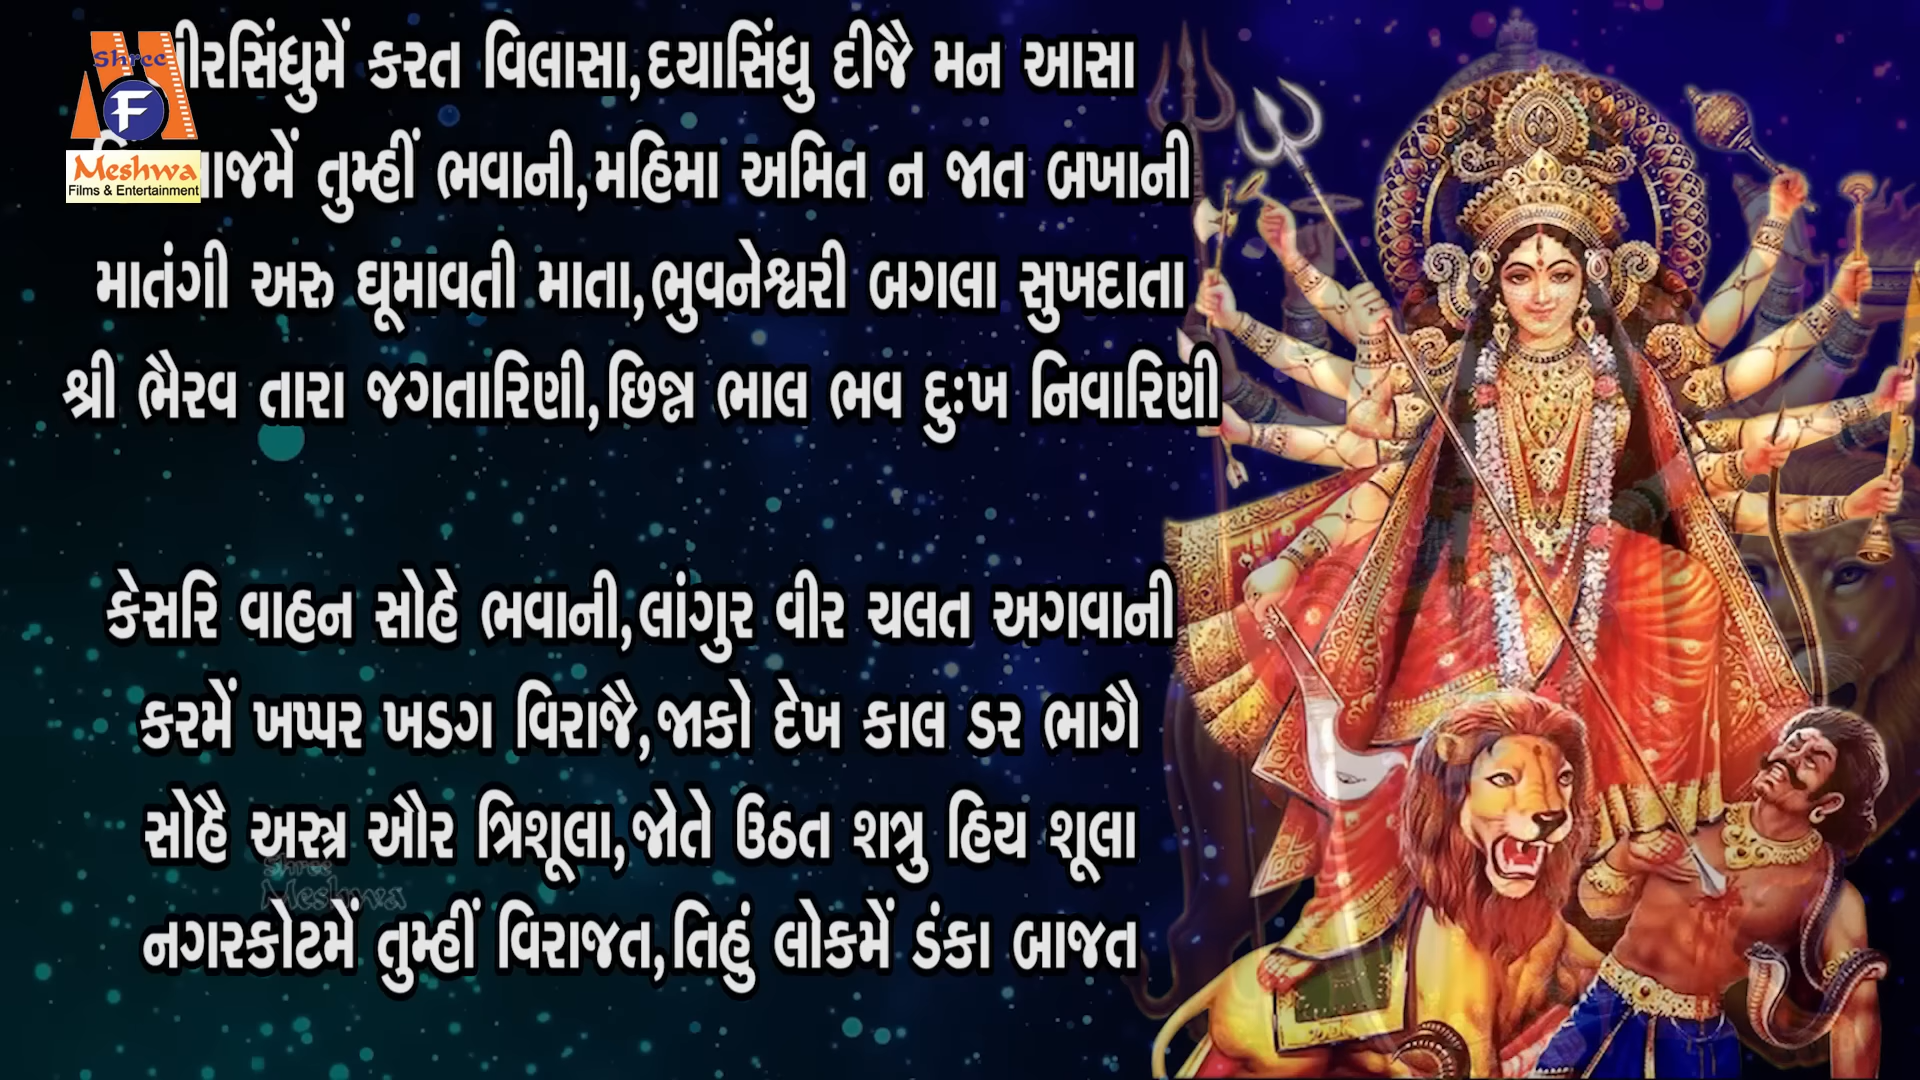 Shree
F
Meshwa
Films & Entertainment
કરત વિલાસા,દયાસિંધુ દીજૈ મન આસા
તુમ્હીં ભવાની,મહિમા અમિત ન જાત બખાની
માતંગી અરુ ઘૂમાવતી માતા,ભુવનેશ્વરી બગલા સુખદાતા
શ્રી ભૈરવ તારા જગતારિણી,છિન્ન ભાલ ભવ દુઃખ નિવારિણી
કેસરિ વાહન સોહે ભવાની,લાંગુર વીર ચલત અગવાની
કરમેં ખપ્પર ખડગ વિરાજૈ,જાકો દેખ કાલ ડર ભાગૈ
સોહૈ અસ્ત્ર ઔર ત્રિશૂલા,જોતે ઉઠત શત્રુ હિય શૂલા
Shree
Meshwa
નગરકોટમેં તુમ્હીં વિરાજત,તિહું લોકમેં ડંકા બાજત